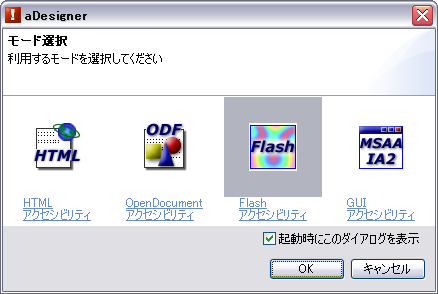 aDesigner
モード選択
利用するモードを選択してください
HTML
ODF
Flash
MSAA
IA2
HTML
アクセシビリティ
OpenDocument
アクセシビリティ
Flash
アクセシビリティ
GUI
アクセシビリティ
起動時にこのダイアログを表示
OK
キャンセル